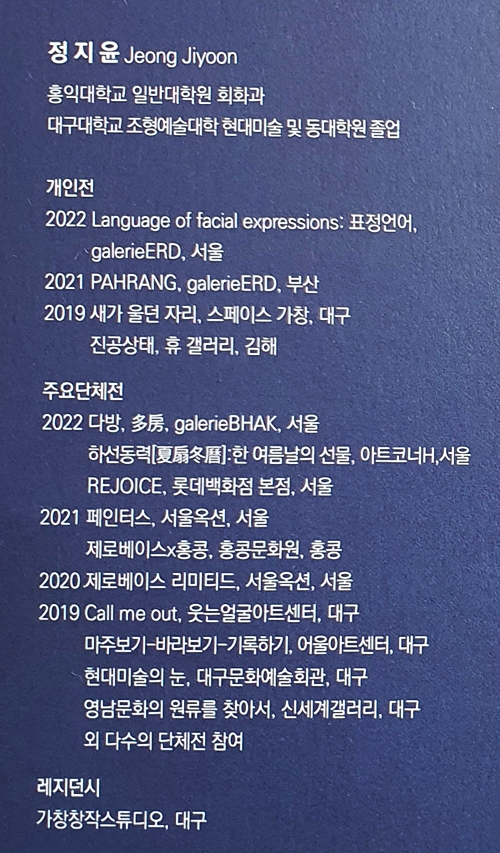 정지윤 Jeong Jiyoon
홍익대학교 일반대학원 회화과
대구대학교 조형예술대학 현대미술 및 동대학원 졸업
개인전
2022 Language of facial expressions: 표정언어,
galerieERD, 서울
2021 PAHRANG, galerieERD, 부산
2019 새가 울던 자리, 스페이스 가창, 대구
진공상태, 휴 갤러리, 김해
주요단체전
2022 다방, 多房, galerieBHAK, 서울
하선동력[夏扇冬曆]:한 여름날의 선물, 아트코너H,서울
REJOICE, 롯데백화점 본점, 서울
2021 페인터스, 서울옥션, 서울
제로베이스x홍콩, 홍콩문화원, 홍콩
2020 제로베이스 리미티드, 서울옥션, 서울
2019 Call me out, 웃는얼굴아트센터, 대구
마주보기-바라보기-기록하기, 어울아트센터, 대구
현대미술의 눈, 대구문화예술회관, 대구
영남문화의 원류를 찾아서, 신세계갤러리, 대구
외 다수의 단체전 참여
레지던시
가창창작스튜디오, 대구